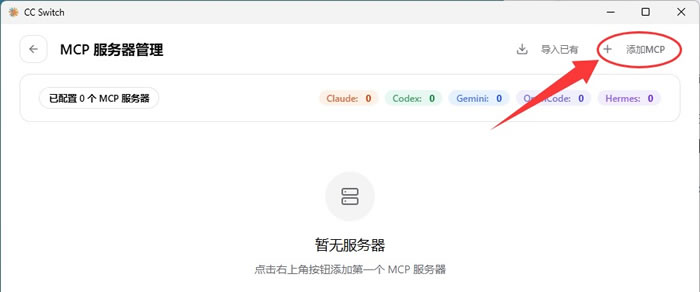 CC Switch
MCP 服务器管理
导入已有
添加MCP
已配置 0 个 MCP 服务器
Claude: 0
Codex: 0
Gemini: 0
OpenCode: 0
Hermes: 0
暂无服务器
点击右上角按钮添加第一个 MCP 服务器